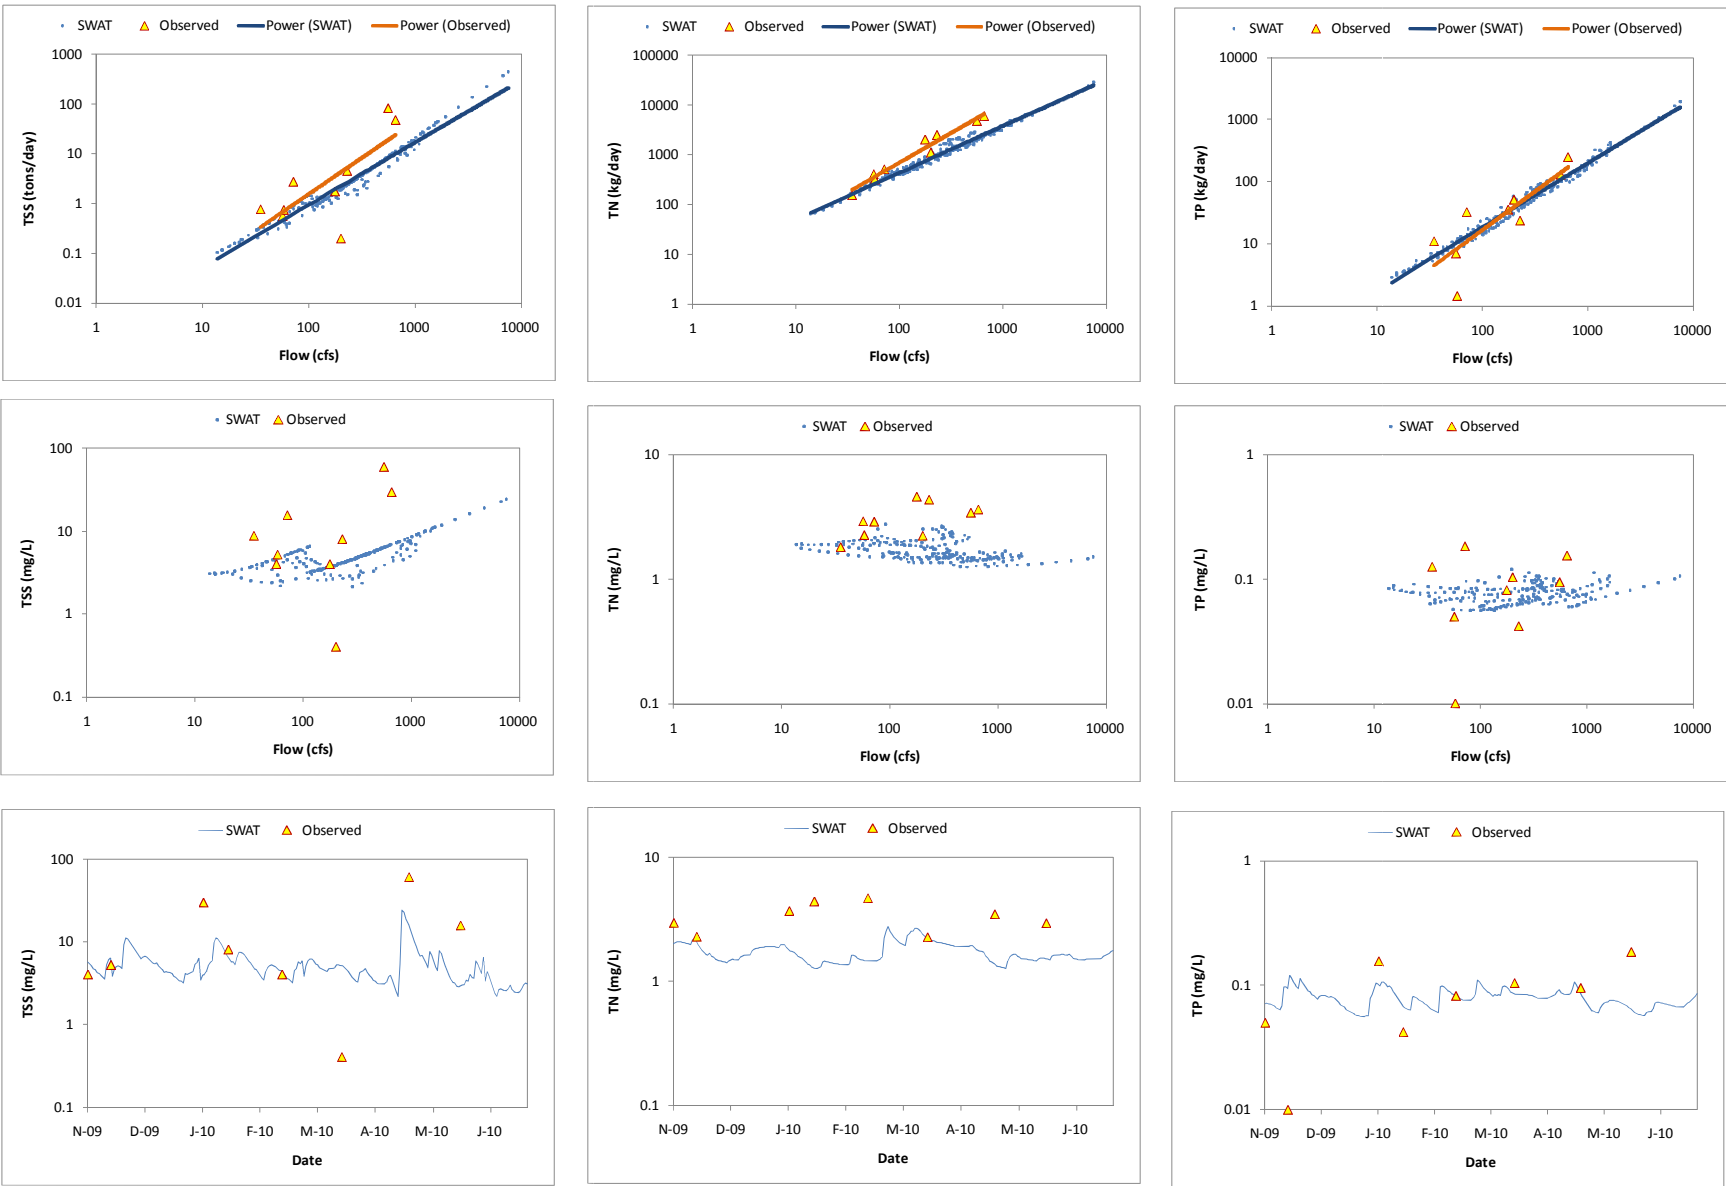 SWAT Observed Power (SWAT) Power (Observed)
1000
100
10
1
0.1
0.01
TSS (tons/day)
1 10 100 1000 10000
Flow (cfs)
SWAT Observed Power (SWAT) Power (Observed)
100000
10000
1000
100
10
1
TN (kg/day)
1 10 100 1000 10000
Flow (cfs)
SWAT Observed Power (SWAT) Power (Observed)
10000
1000
100
10
1
TP (kg/day)
1 10 100 1000 10000
Flow (cfs)
SWAT Observed
100
10
1
0.1
TSS (mg/L)
1 10 100 1000 10000
Flow (cfs)
SWAT Observed
10
1
0.1
TN (mg/L)
1 10 100 1000 10000
Flow (cfs)
SWAT Observed
1
0.1
0.01
TP (mg/L)
1 10 100 1000 10000
Flow (cfs)
SWAT Observed
100
10
1
0.1
TSS (mg/L)
N-09 D-09 J-10 F-10 M-10 A-10 M-10 J-10
Date
SWAT Observed
10
1
0.1
TN (mg/L)
N-09 D-09 J-10 F-10 M-10 A-10 M-10 J-10
Date
SWAT Observed
1
0.1
0.01
TP (mg/L)
N-09 D-09 J-10 F-10 M-10 A-10 M-10 J-10
Date